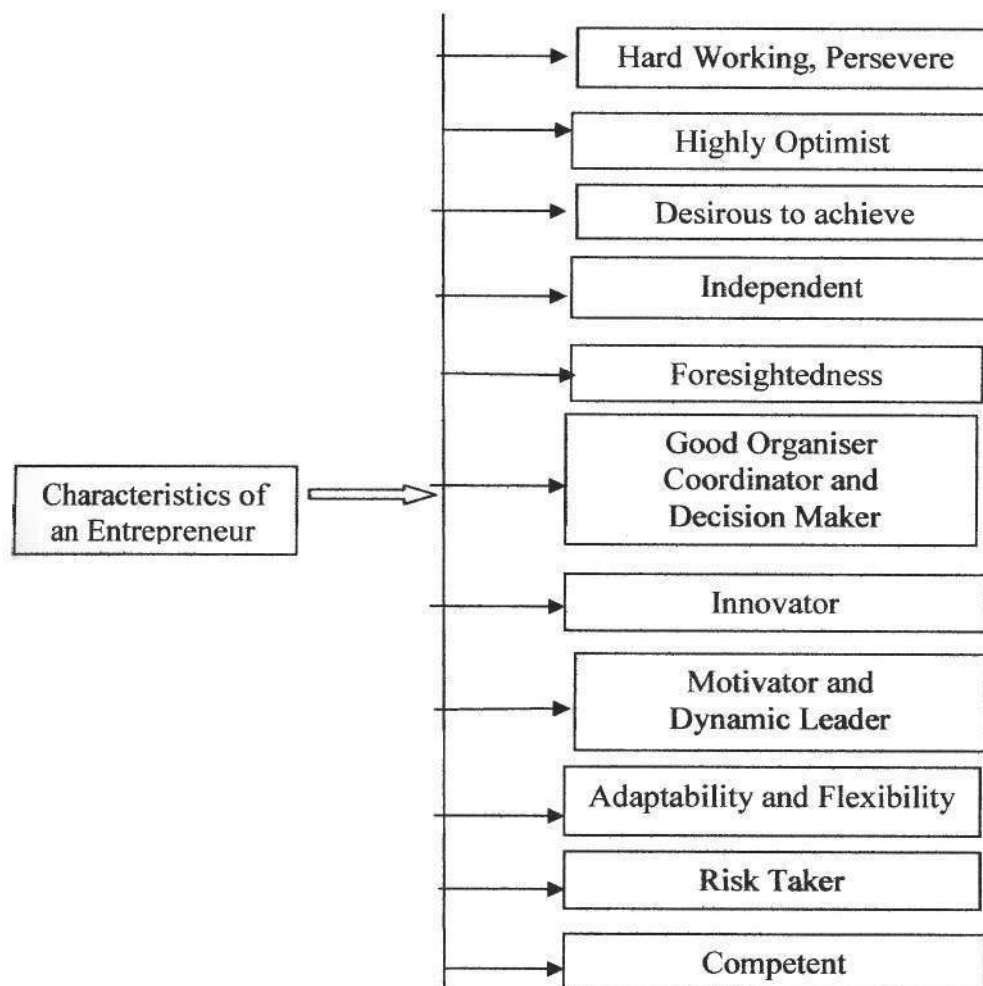 Hard Working, Persevere
Highly Optimist
Desirous to achieve
Independent
Foresightedness
Good Organiser
Coordinator and
Decision Maker
Characteristics of
an Entrepreneur
Innovator
Motivator and
Dynamic Leader
Adaptability and Flexibility
Risk Taker
Competent